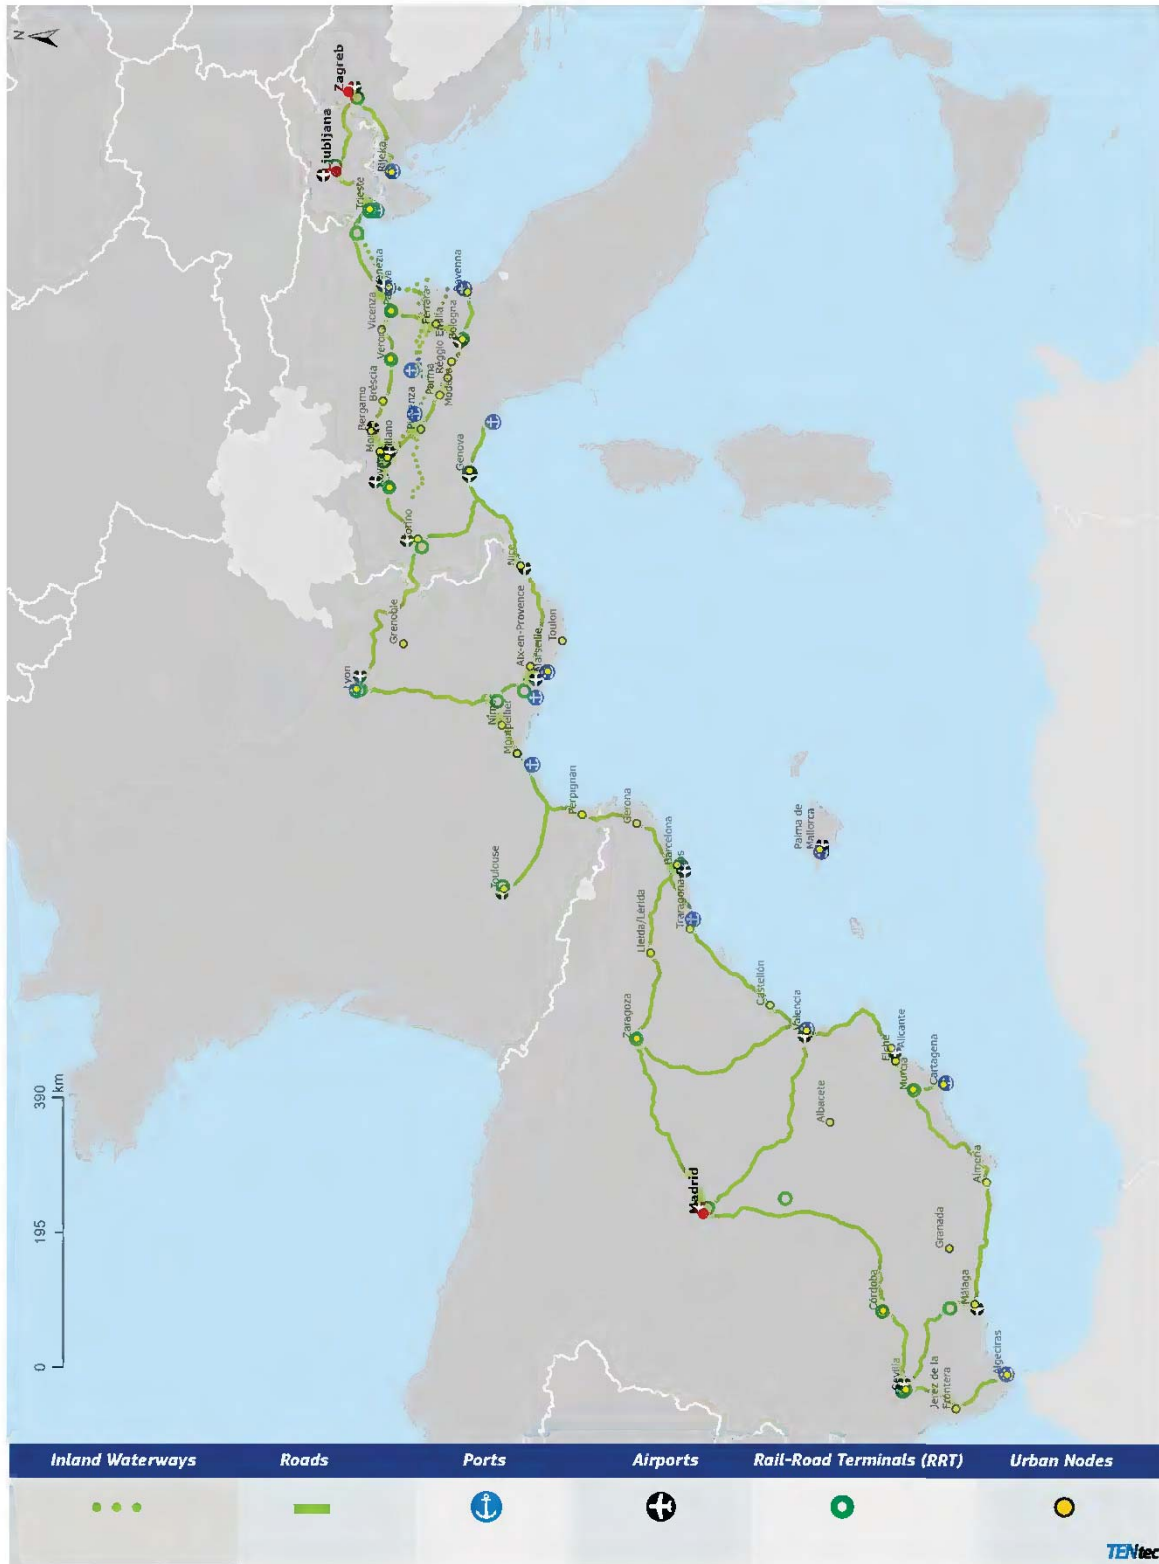 N
Zagreb
Ljubljana
Rijeka
Trieste
Venezia
Padova
Vicenza
Ravenna
Ferrara
Bologna
Reggio Emilia
Modena
Parma
Verona
Brescia
Bergamo
Piacenza
Milano
Genova
Torino
Nice
Grenoble
Lyon
Aix-en-Provence
Marseille
Toulon
Nîmes
Montpellier
Perpignan
Toulouse
Gerona
Barcelona
Tarragona
Lleida/Lérida
Palma de
Mallorca
Zaragoza
Castellón
Valencia
Elche
Alicante
Murcia
Cartagena
Albacete
Madrid
Almería
Granada
Málaga
Córdoba
Sevilla
Jerez de la
Frontera
Algeciras
0 195 390
km
Inland Waterways Roads Ports Airports Rail-Road Terminals (RRT) Urban Nodes
TENtec